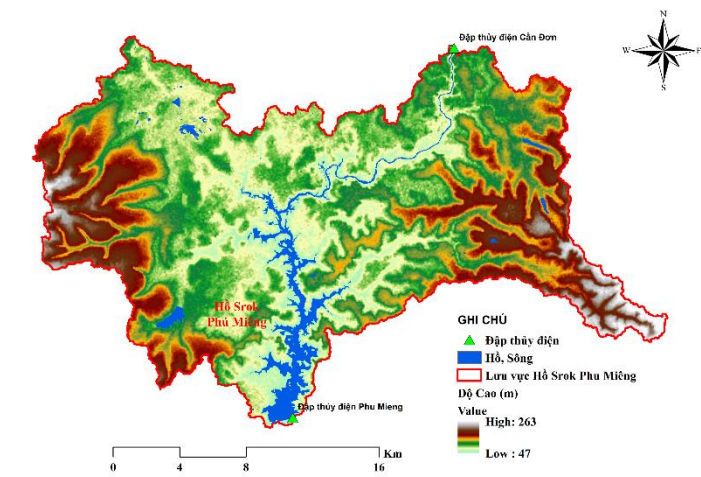 Đập thủy điện Cần Đơn
N
W
E
S
Hồ Srok
Phú Miêng
GHI CHÚ
Đập thủy điện
Hồ, Sông
Lưu vực Hồ Srok Phu Miêng
Độ Cao (m)
Value
High: 263
Low : 47
Đập thủy điện Phu Mieng
Km
0 4 8 16